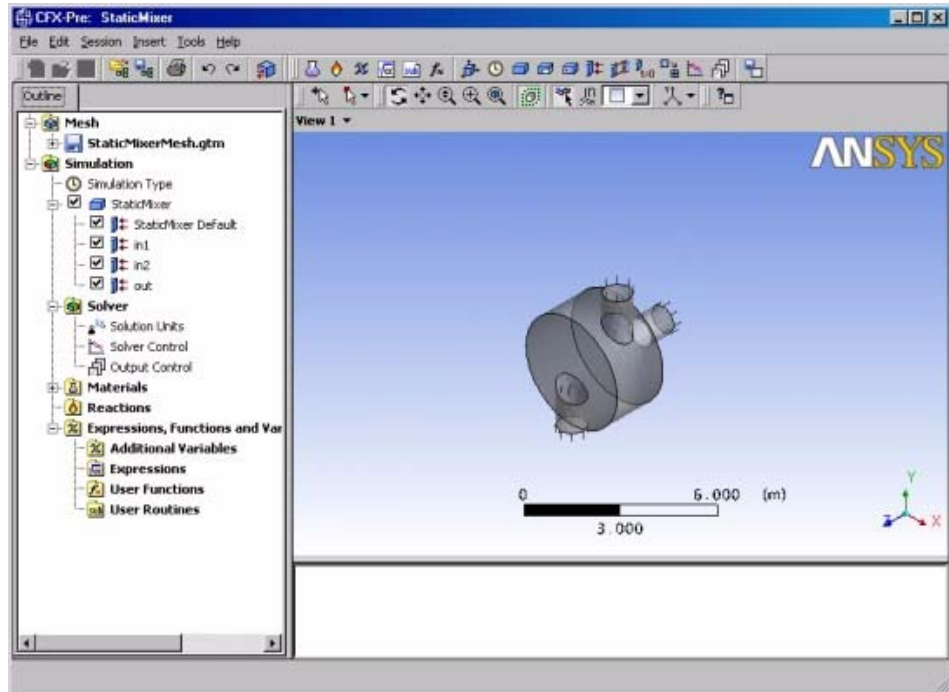 CFX-Pre: StaticMixer
File Edit Session Insert Tools Help
Outline
Mesh
StaticMixerMesh.gtm
Simulation
Simulation Type
StaticMixer
StaticMixer Default
in1
in2
out
Solver
Solution Units
Solver Control
Output Control
Materials
Reactions
Expressions, Functions and Var
Additional Variables
Expressions
User Functions
User Routines
View 1
ANSYS
0 6.000 (m)
3.000
Y
Z X